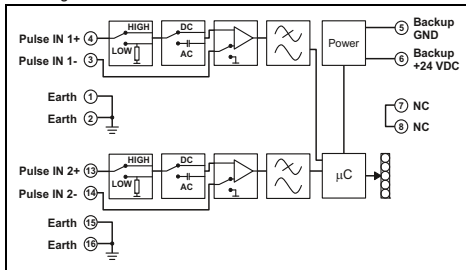 HIGH
DC
Pulse IN 1+ 4
LOW
AC
Pulse IN 1- 3
Power
5 Backup
GND
6 Backup
+24 VDC
Earth 1
Earth 2
7 NC
8 NC
HIGH
DC
Pulse IN 2+ 13
LOW
AC
Pulse IN 2- 14
µC
Earth 15
Earth 16